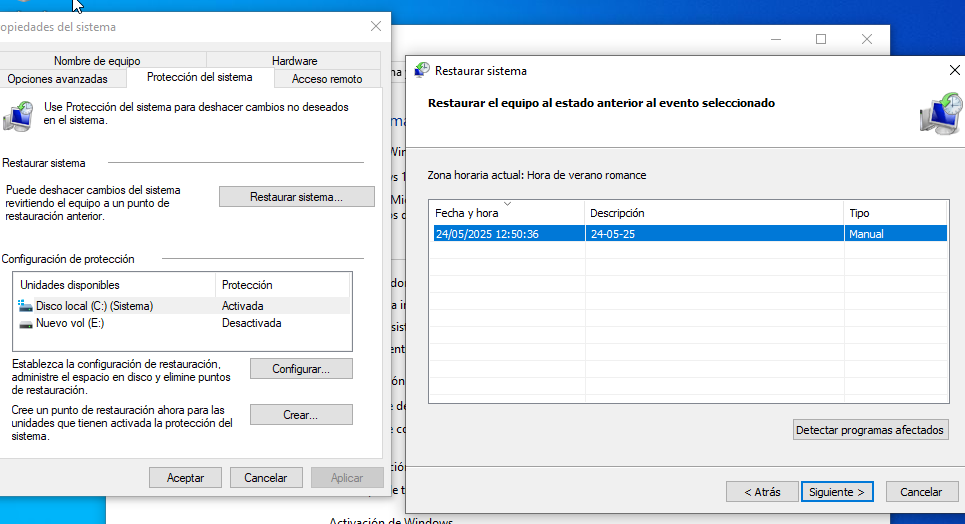 opiedades del sistema
Nombre de equipo
Hardware
Opciones avanzadas
Protección del sistema
Acceso remoto
Use Protección del sistema para deshacer cambios no deseados
en el sistema.
Restaurar sistema
Puede deshacer cambios del sistema
revirtiendo el equipo a un punto de
restauración anterior.
Restaurar sistema...
Configuración de protección
Unidades disponibles
Protección
Disco local (C:) (Sistema)
Activada
Nuevo vol (E:)
Desactivada
Establezca la configuración de restauración,
administre el espacio en disco y elimine puntos
de restauración.
Configurar...
Cree un punto de restauración ahora para las
unidades que tienen activada la protección del
sistema.
Crear...
Aceptar
Cancelar
Aplicar
Restaurar sistema
Restaurar el equipo al estado anterior al evento seleccionado
Zona horaria actual: Hora de verano romance
Fecha y hora
Descripción
Tipo
24/05/2025 12:50:36
24-05-25
Manual
Detectar programas afectados
< Atrás
Siguiente >
Cancelar
Activación de Windows